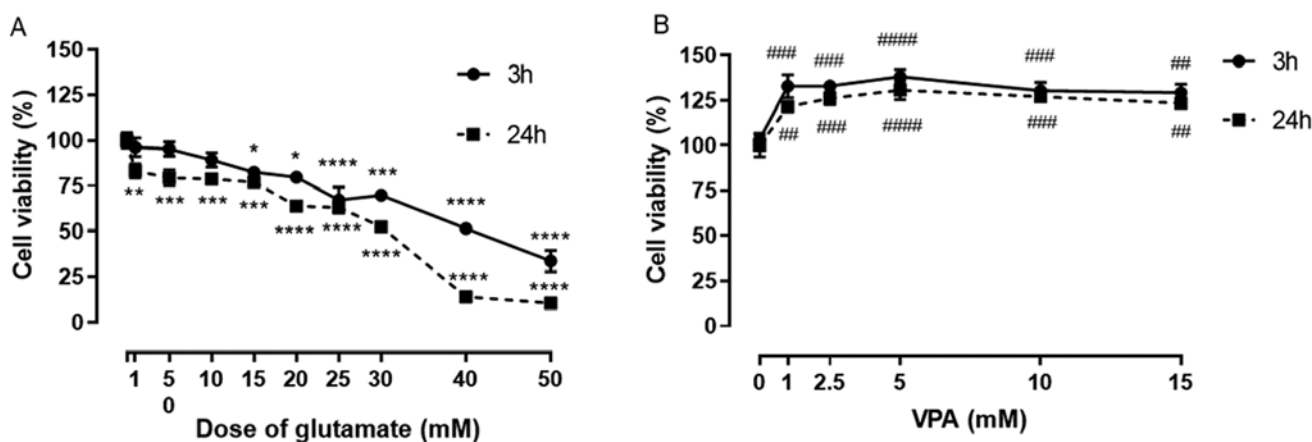 A
150
125
100
75
50
25
0
Cell viability (%)
3h
24h
* * **** *** **** ****
** *** *** *** **** **** **** **** ****
1 5 10 15 20 25 30 40 50
0
Dose of glutamate (mM)
B
150
125
100
75
50
25
0
Cell viability (%)
### ### #### ### ##
## ### #### ### ##
3h
24h
0 1 2.5 5 10 15
VPA (mM)